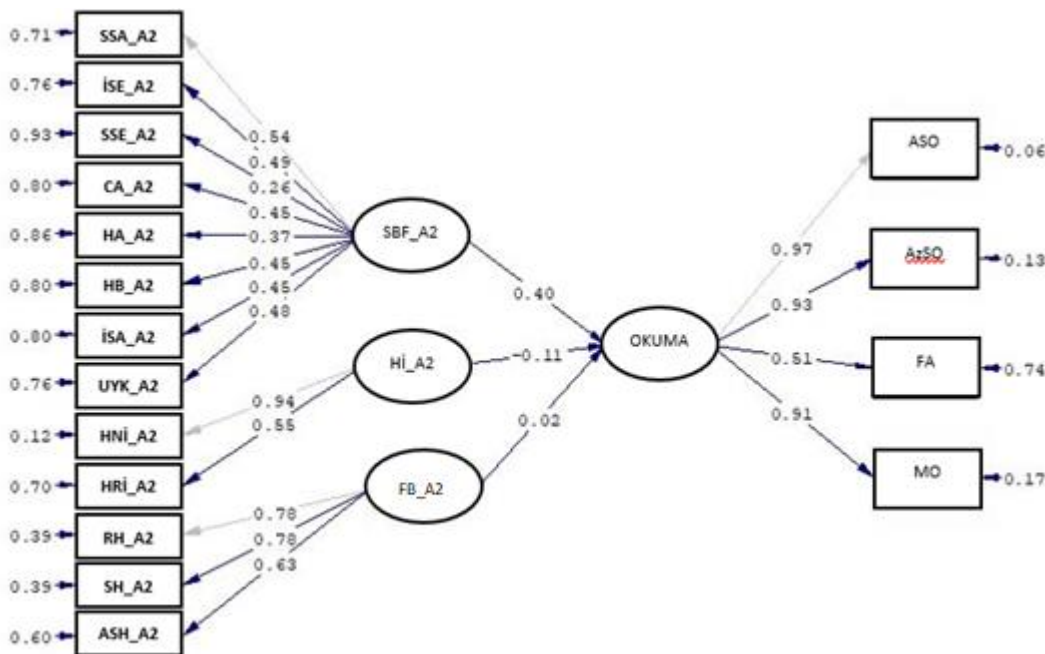 0.71 SSA_A2
0.76 İSE_A2
0.93 SSE_A2
0.80 CA_A2
0.86 HA_A2
0.80 HB_A2
0.80 İSA_A2
0.76 UYK_A2
0.12 HNİ_A2
0.70 HRİ_A2
0.39 RH_A2
0.39 SH_A2
0.60 ASH_A2
0.54
0.49
0.26
0.45
0.37
0.45
0.45
0.48
0.94
0.55
0.78
0.78
0.63
SBF_A2
Hİ_A2
FB_A2
0.40
-0.11
0.02
OKUMA
0.97
0.93
0.51
0.91
ASO 0.06
AzSO 0.13
FA 0.74
MO 0.17